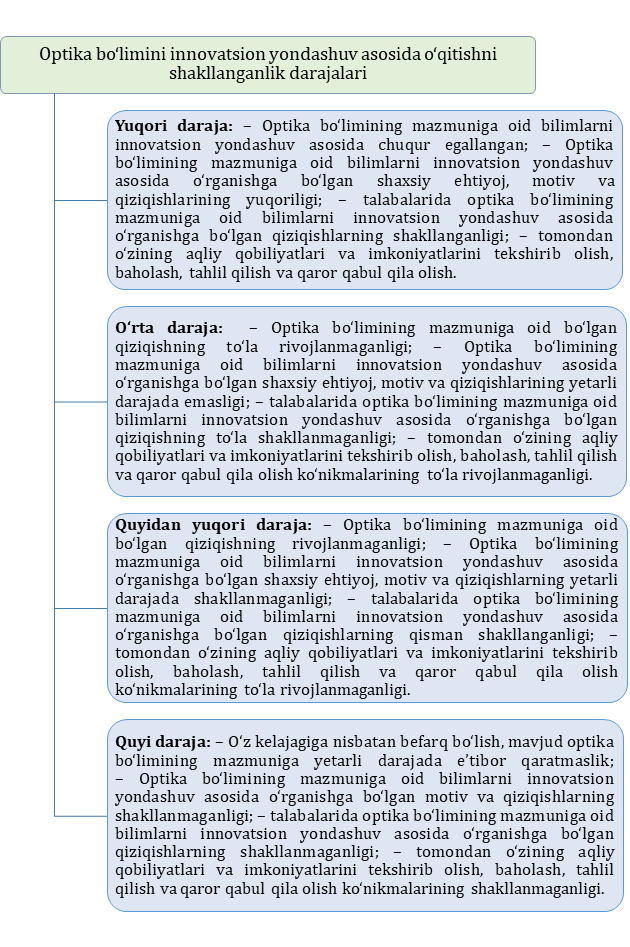 Optika bo‘limini innovatsion yondashuv asosida o‘qitishni
shakllanganlik darajalari
Yuqori daraja: – Optika bo‘limining mazmuniga oid bilimlarni
innovatsion yondashuv asosida chuqur egallangan; – Optika
bo‘limining mazmuniga oid bilimlarni innovatsion yondashuv
asosida o‘rganishga bo‘lgan shaxsiy ehtiyoj, motiv va
qiziqishlarining yuqoriligi; – talabalarida optika bo‘limining
mazmuniga oid bilimlarni innovatsion yondashuv asosida
o‘rganishga bo‘lgan qiziqishlarning shakllanganligi; – tomondan
o‘zining aqliy qobiliyatlari va imkoniyatlarini tekshirib olish,
baholash, tahlil qilish va qaror qabul qila olish.
O‘rta daraja: – Optika bo‘limining mazmuniga oid bo‘lgan
qiziqishning to‘la rivojlanmaganligi; – Optika bo‘limining
mazmuniga oid bilimlarni innovatsion yondashuv asosida
o‘rganishga bo‘lgan shaxsiy ehtiyoj, motiv va qiziqishlarining yetarli
darajada emasligi; – talabalarida optika bo‘limining mazmuniga oid
bilimlarni innovatsion yondashuv asosida o‘rganishga bo‘lgan
qiziqishning to‘la shakllanmaganligi; – tomondan o‘zining aqliy
qobiliyatlari va imkoniyatlarini tekshirib olish, baholash, tahlil qilish
va qaror qabul qila olish ko‘nikmalarining to‘la rivojlanmaganligi.
Quyidan yuqori daraja: – Optika bo‘limining mazmuniga oid
bo‘lgan qiziqishning rivojlanmaganligi; – Optika bo‘limining
mazmuniga oid bilimlarni innovatsion yondashuv asosida
o‘rganishga bo‘lgan shaxsiy ehtiyoj, motiv va qiziqishlarning yetarli
darajada shakllanmaganligi; – talabalarida optika bo‘limining
mazmuniga oid bilimlarni innovatsion yondashuv asosida
o‘rganishga bo‘lgan qiziqishlarning qisman shakllanganligi; –
tomondan o‘zining aqliy qobiliyatlari va imkoniyatlarini tekshirib
olish, baholash, tahlil qilish va qaror qabul qila olish
ko‘nikmalarining to‘la rivojlanmaganligi.
Quyi daraja: – O‘z kelajagiga nisbatan befarq bo‘lish, mavjud optika
bo‘limining mazmuniga yetarli darajada e’tibor qaratmaslik;
– Optika bo‘limining mazmuniga oid bilimlarni innovatsion
yondashuv asosida o‘rganishga bo‘lgan motiv va qiziqishlarning
shakllanmaganligi; – talabalarida optika bo‘limining mazmuniga oid
bilimlarni innovatsion yondashuv asosida o‘rganishga bo‘lgan
qiziqishlarning shakllanmaganligi; – tomondan o‘zining aqliy
qobiliyatlari va imkoniyatlarini tekshirib olish, baholash, tahlil
qilish va qaror qabul qila olish ko‘nikmalarining shakllanmaganligi.